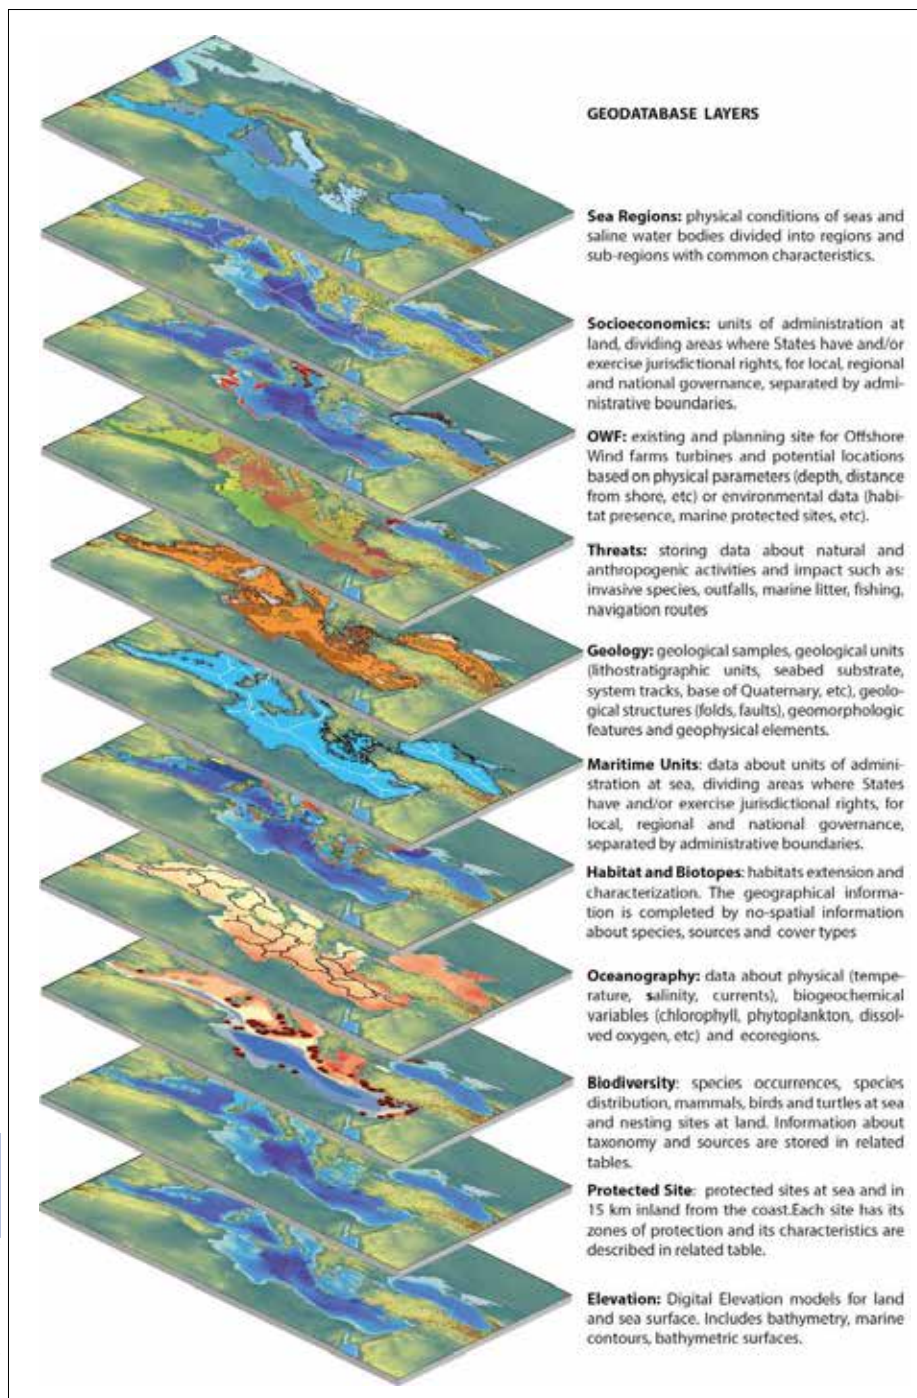 GEODATABASE LAYERS
Sea Regions: physical conditions of seas and
saline water bodies divided into regions and
sub-regions with common characteristics.
Socioeconomics: units of administration at
land, dividing areas where States have and/or
exercise jurisdictional rights, for local, regional
and national governance, separated by admi-
nistrative boundaries.
OWF: existing and planning site for Offshore
Wind farms turbines and potential locations
based on physical parameters (depth, distance
from shore, etc) or environmental data (habi-
tat presence, marine protected sites, etc).
Threats: storing data about natural and
anthropogenic activities and impact such as:
invasive species, outfalls, marine litter, fishing,
navigation routes
Geology: geological samples, geological units
(lithostratigraphic units, seabed substrate,
system tracks, base of Quaternary, etc), geolo-
gical structures (folds, faults), geomorphologic
features and geophysical elements.
Maritime Units: data about units of admini-
stration at sea, dividing areas where States
have and/or exercise jurisdictional rights, for
local, regional and national governance,
separated by administrative boundaries.
Habitat and Biotopes: habitats extension and
characterization. The geographical informa-
tion is completed by no-spatial information
about species, sources and cover types
Oceanography: data about physical (tempe-
rature, salinity, currents), biogeochemical
variables (chlorophyll, phytoplankton, dissol-
ved oxygen, etc) and ecoregions.
Biodiversity: species occurrences, species
distribution, mammals, birds and turtles at sea
and nesting sites at land. Information about
taxonomy and sources are stored in related
tables.
Protected Site: protected sites at sea and in
15 km inland from the coast.Each site has its
zones of protection and its characteristics are
described in related table.
Elevation: Digital Elevation models for land
and sea surface. Includes bathymetry, marine
contours, bathymetric surfaces.